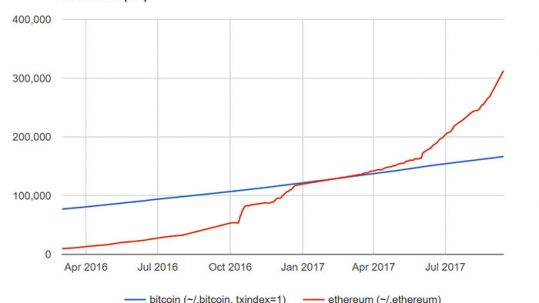 400,000
300,000
200,000
100,000
0
Apr 2016 Jul 2016 Oct 2016 Jan 2017 Apr 2017 Jul 2017
bitcoin (~/.bitcoin, txindex=1) ethereum (~/.ethereum)